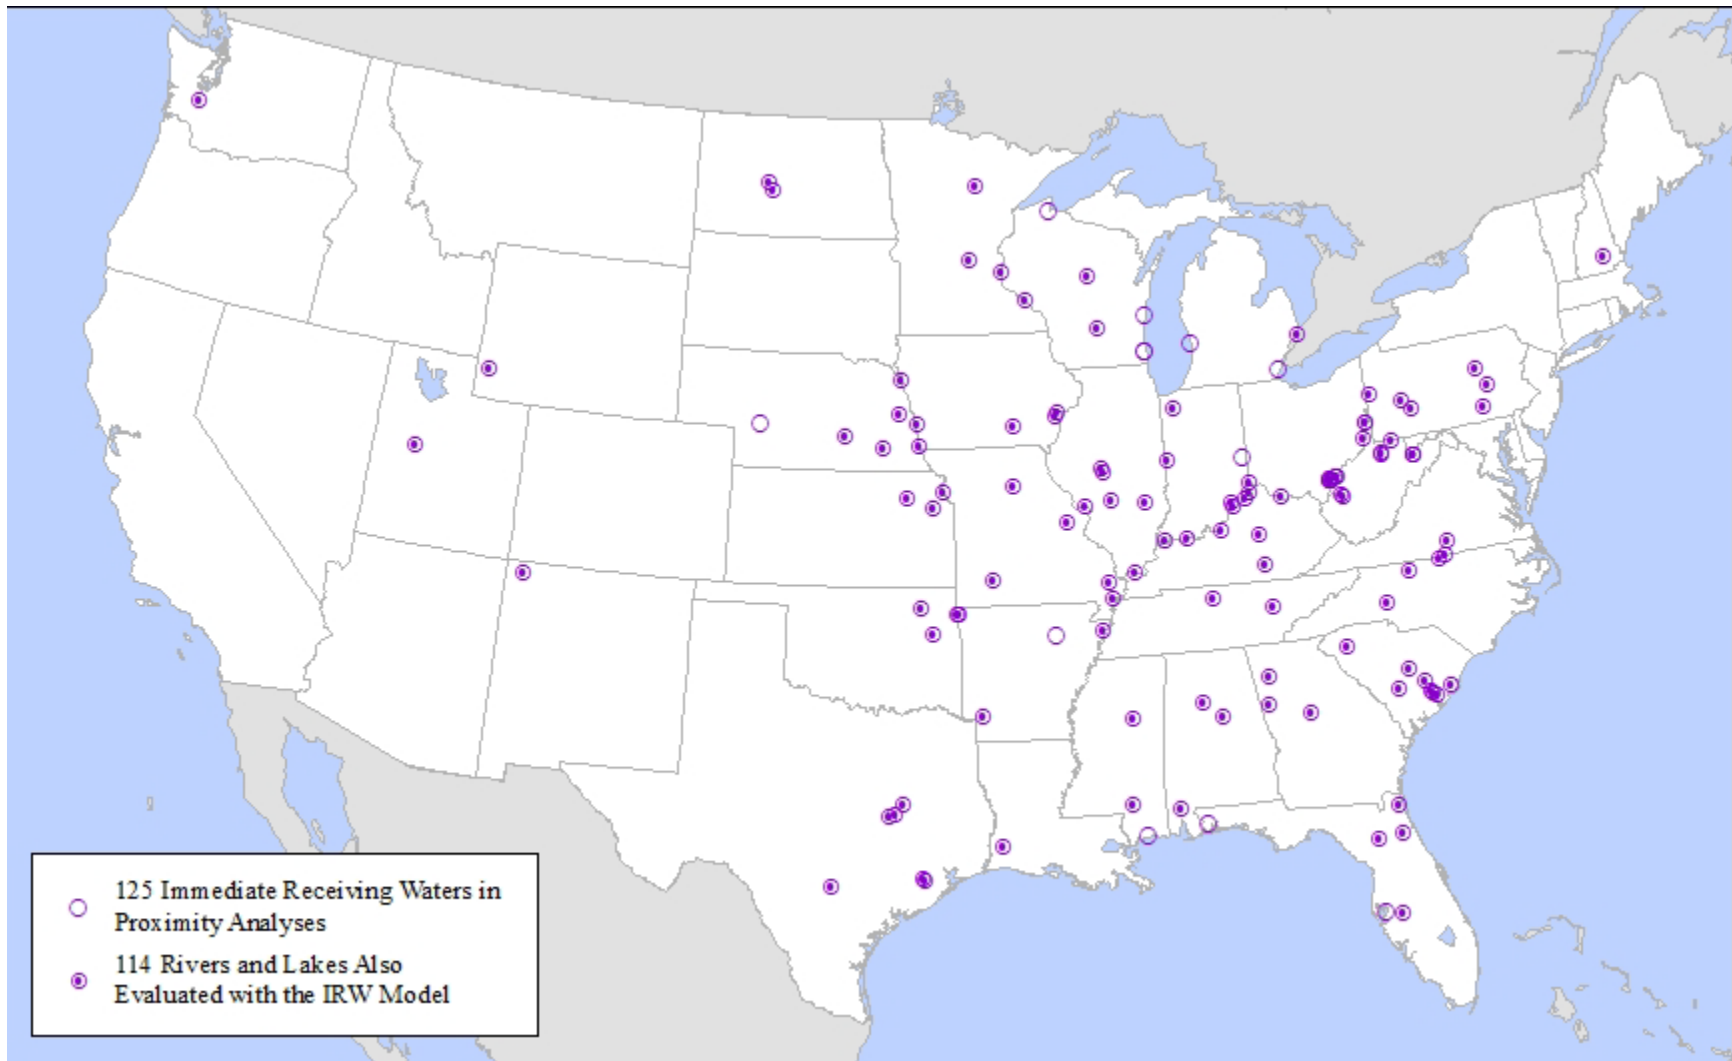 125 Immediate Receiving Waters in
Proximity Analyses
114 Rivers and Lakes Also
Evaluated with the IRW Model